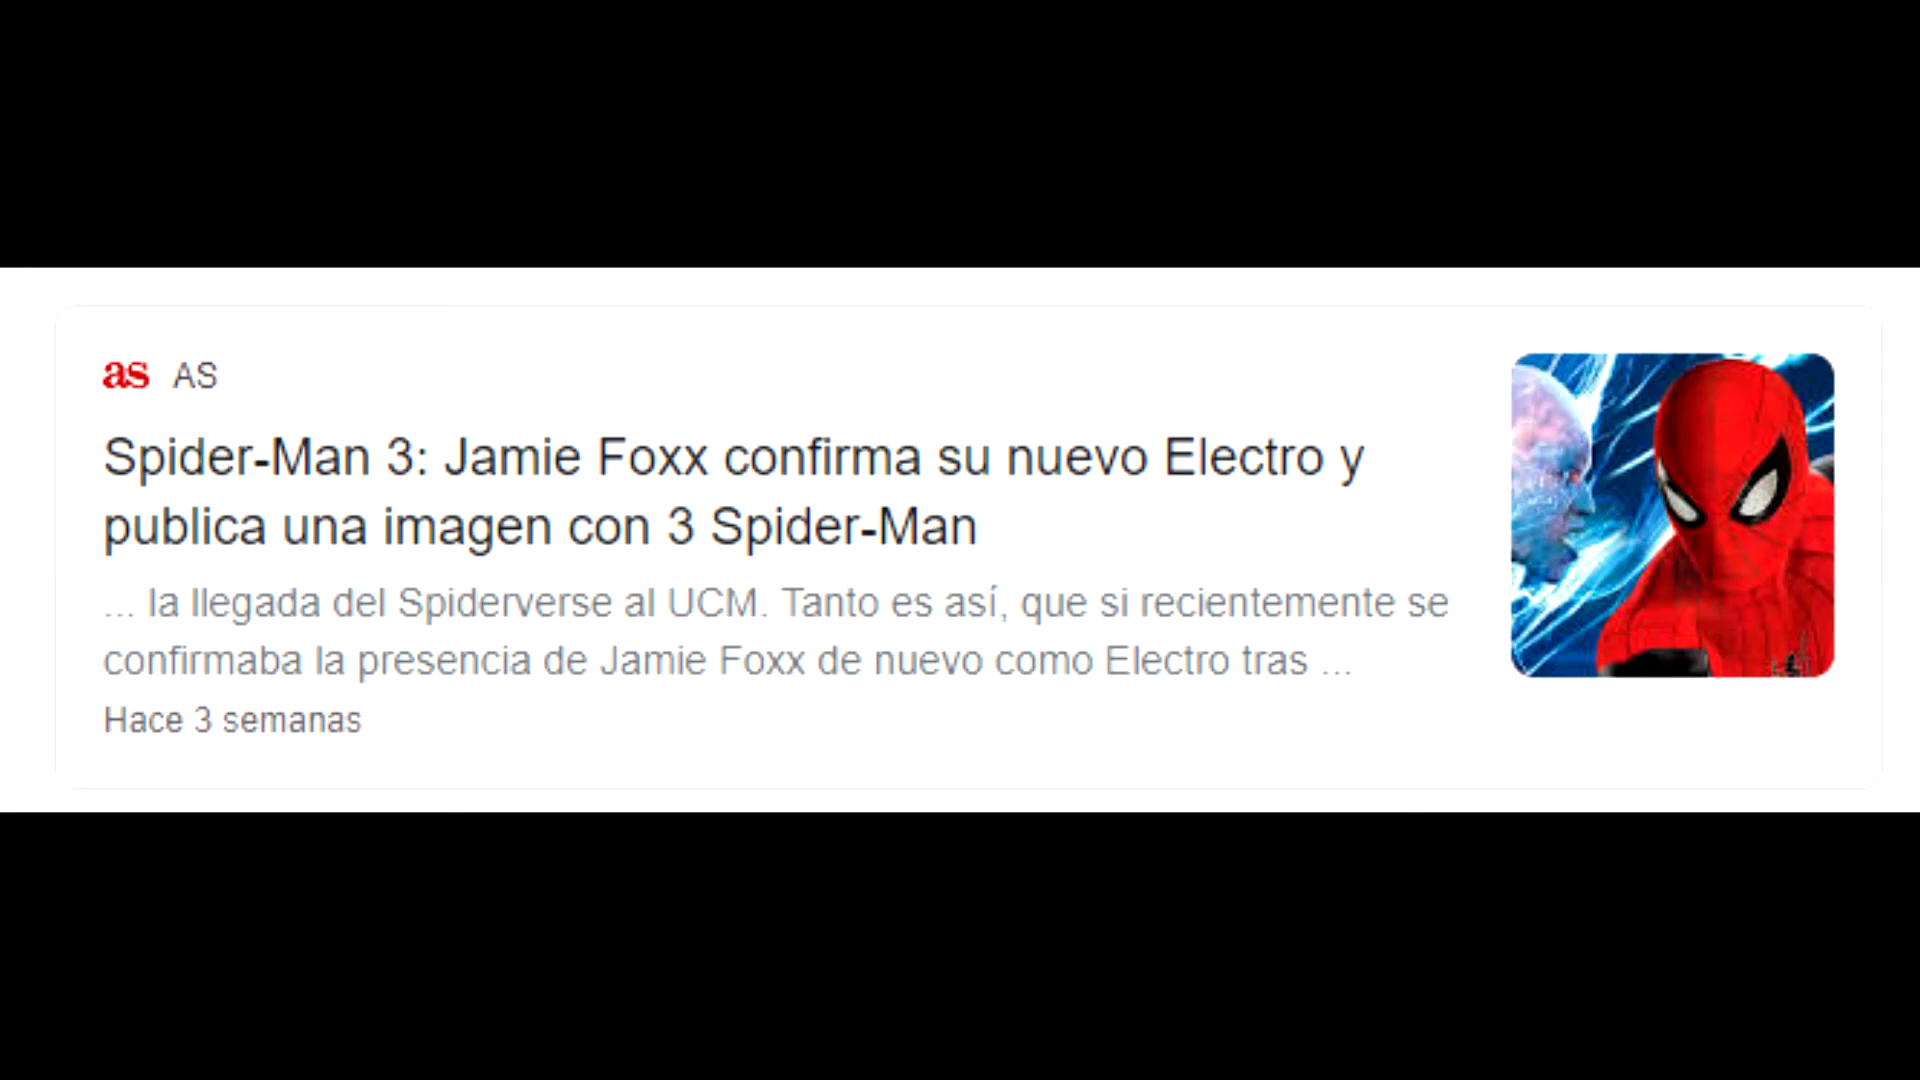 as AS
Spider-Man 3: Jamie Foxx confirma su nuevo Electro y
publica una imagen con 3 Spider-Man
... la llegada del Spiderverse al UCM. Tanto es así, que si recientemente se
confirmaba la presencia de Jamie Foxx de nuevo como Electro tras ...
Hace 3 semanas